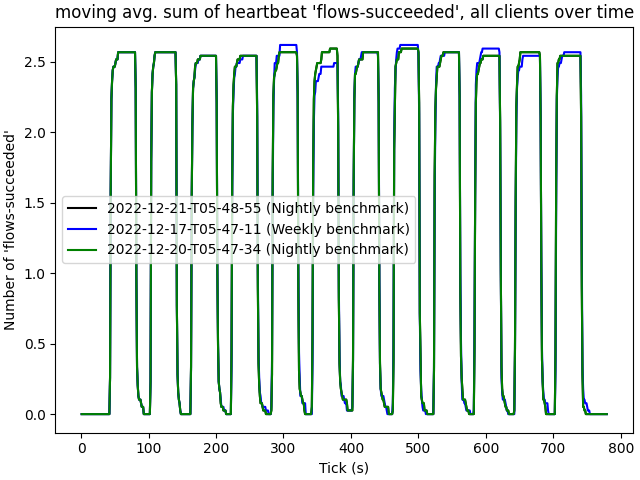 moving avg. sum of heartbeat 'flows-succeeded', all clients over time
Number of 'flows-succeeded'
2.5
2.0
1.5
1.0
0.5
0.0
2022-12-21-T05-48-55 (Nightly benchmark)
2022-12-17-T05-47-11 (Weekly benchmark)
2022-12-20-T05-47-34 (Nightly benchmark)
0 100 200 300 400 500 600 700 800
Tick (s)